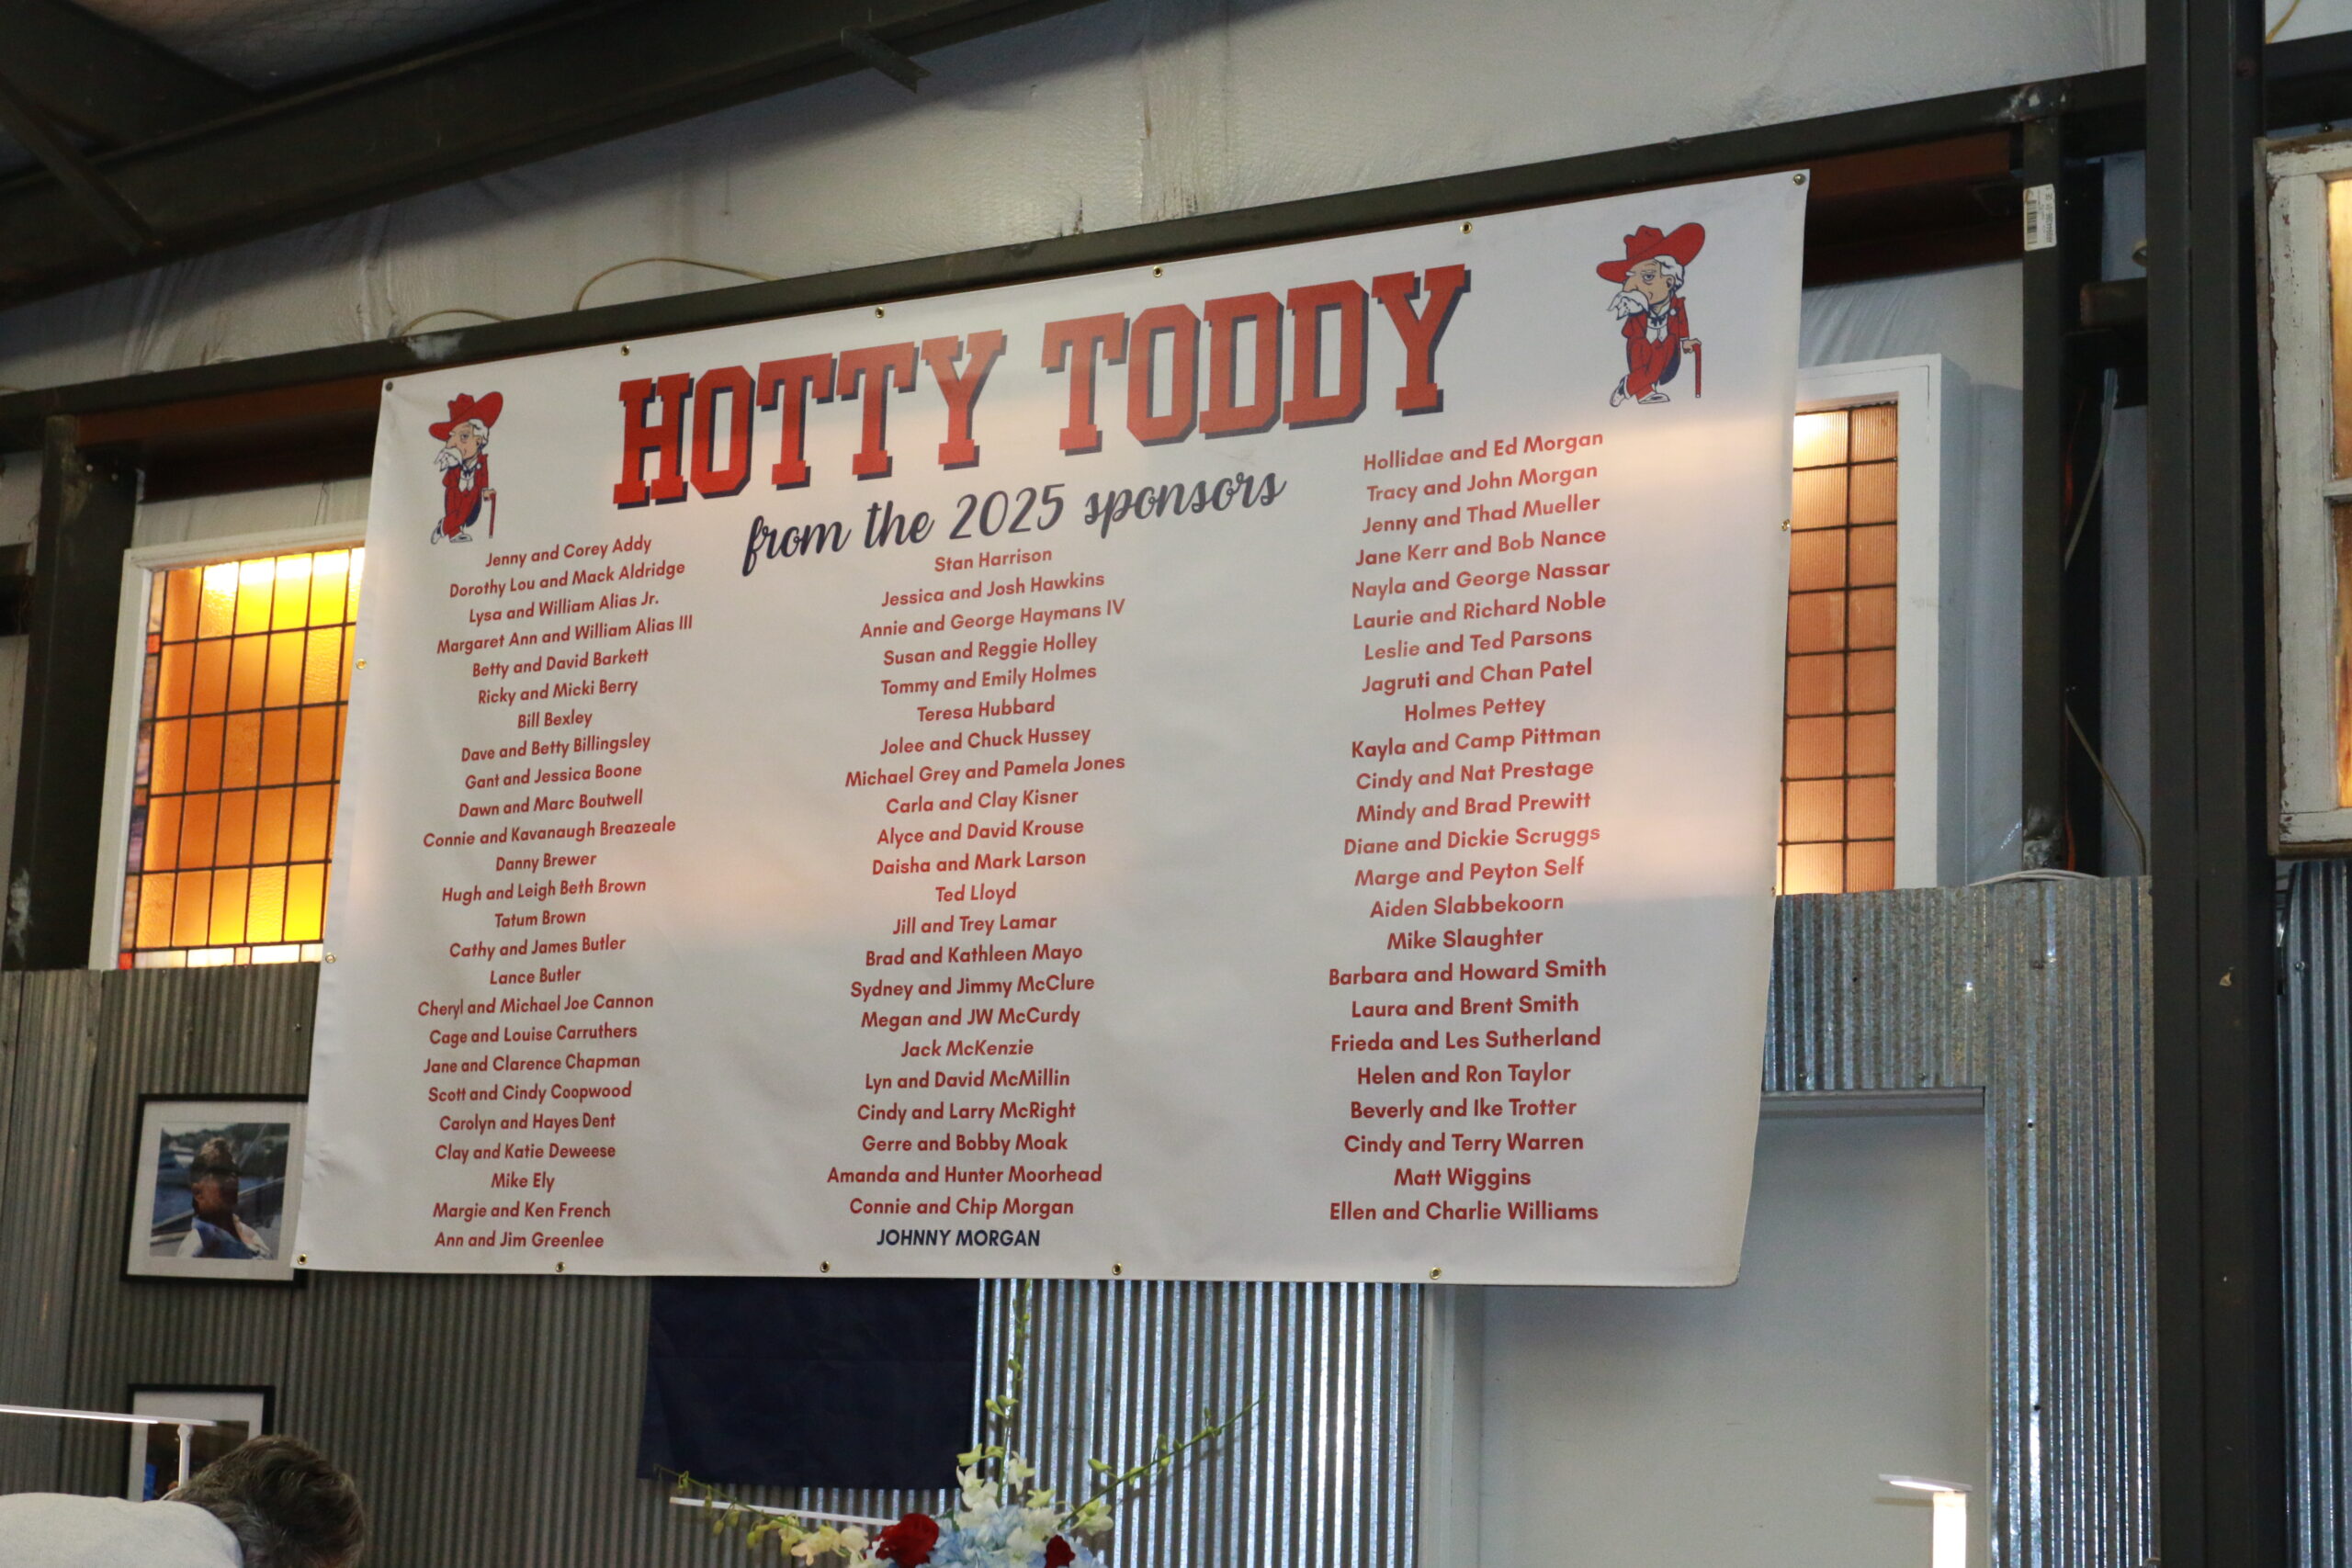 HOTTY TODDY
from the 2025 sponsors
Jenny and Corey Addy
Dorothy Lou and Mack Aldridge
Lysa and William Alias Jr.
Margaret Ann and William Alias III
Betty and David Barkett
Ricky and Micki Berry
Bill Bexley
Dave and Betty Billingsley
Gant and Jessica Boone
Dawn and Marc Boutwell
Connie and Kavanaugh Breazeale
Danny Brewer
Hugh and Leigh Beth Brown
Tatum Brown
Cathy and James Butler
Lance Butler
Cheryl and Michael Joe Cannon
Cage and Louise Carruthers
Jane and Clarence Chapman
Scott and Cindy Coopwood
Carolyn and Hayes Dent
Clay and Katie Deweese
Mike Ely
Margie and Ken French
Ann and Jim Greenlee
Stan Harrison
Jessica and Josh Hawkins
Annie and George Haymans IV
Susan and Reggie Holley
Tommy and Emily Holmes
Teresa Hubbard
Jolee and Chuck Hussey
Michael Grey and Pamela Jones
Carla and Clay Kisner
Alyce and David Krouse
Daisha and Mark Larson
Ted Lloyd
Jill and Trey Lamar
Brad and Kathleen Mayo
Sydney and Jimmy McClure
Megan and JW McCurdy
Jack McKenzie
Lyn and David McMillin
Cindy and Larry McRight
Gerre and Bobby Moak
Amanda and Hunter Moorhead
Connie and Chip Morgan
JOHNNY MORGAN
Hollidae and Ed Morgan
Tracy and John Morgan
Jenny and Thad Mueller
Jane Kerr and Bob Nance
Nayla and George Nassar
Laurie and Richard Noble
Leslie and Ted Parsons
Jagruti and Chan Patel
Holmes Pettey
Kayla and Camp Pittman
Cindy and Nat Prestage
Mindy and Brad Prewitt
Diane and Dickie Scruggs
Marge and Peyton Self
Aiden Slabbekoorn
Mike Slaughter
Barbara and Howard Smith
Laura and Brent Smith
Frieda and Les Sutherland
Helen and Ron Taylor
Beverly and Ike Trotter
Cindy and Terry Warren
Matt Wiggins
Ellen and Charlie Williams